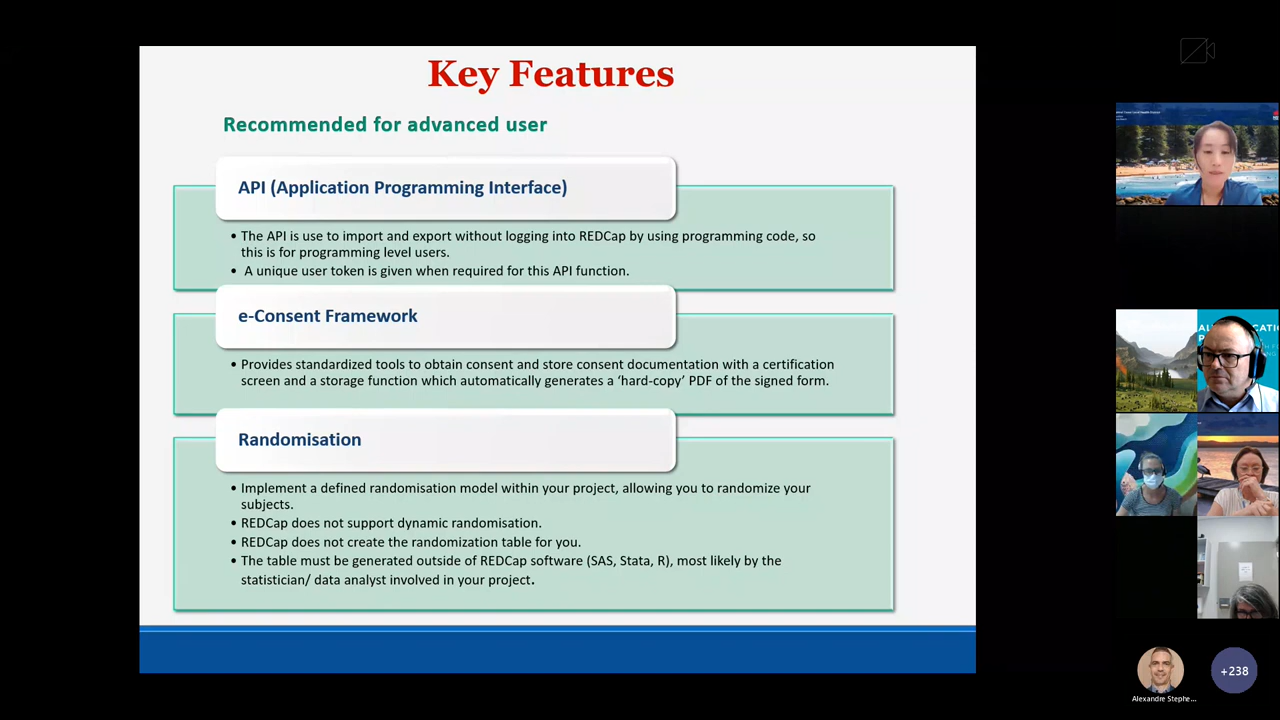 Key Features
Recommended for advanced user
API (Application Programming Interface)
• The API is use to import and export without logging into REDCap by using programming code, so
this is for programming level users.
• A unique user token is given when required for this API function.
e-Consent Framework
• Provides standardized tools to obtain consent and store consent documentation with a certification
screen and a storage function which automatically generates a ‘hard-copy’ PDF of the signed form.
Randomisation
• Implement a defined randomisation model within your project, allowing you to randomize your
subjects.
• REDCap does not support dynamic randomisation.
• REDCap does not create the randomization table for you.
• The table must be generated outside of REDCap software (SAS, Stata, R), most likely by the
statistician/ data analyst involved in your project.
Alexandre Stephe...
+238